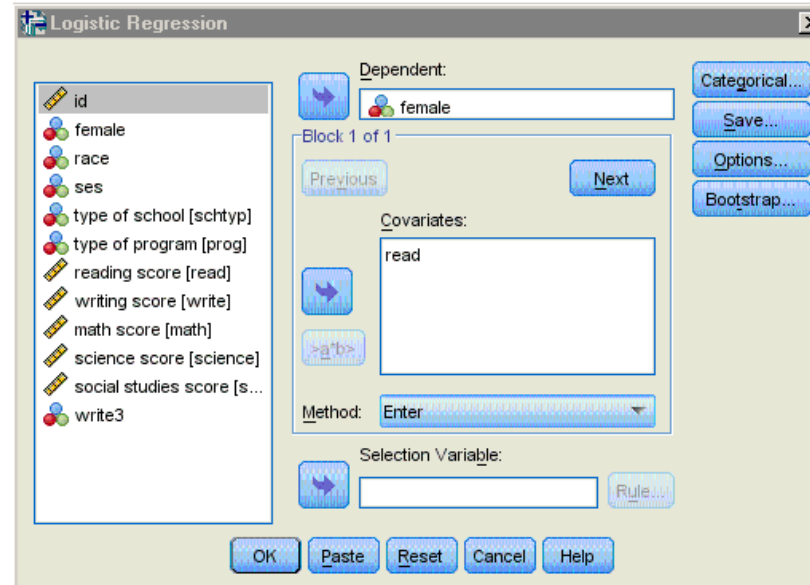 Logistic Regression
id
female
race
ses
type of school [schtyp]
type of program [prog]
reading score [read]
writing score [write]
math score [math]
science score [science]
social studies score [s...
write3
Dependent:
female
Block 1 of 1
Previous
Next
Covariates:
read
>a*b>
Method:
Enter
Selection Variable:
Rule...
Categorical...
Save...
Options...
Bootstrap...
OK
Paste
Reset
Cancel
Help